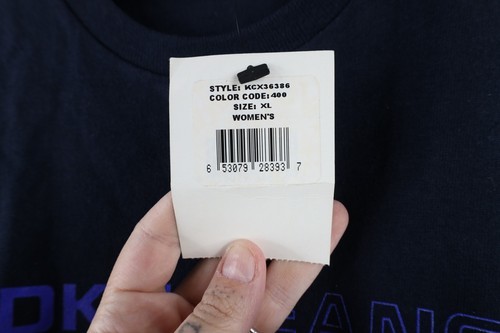 STYLE: KCX36386
COLOR CODE: 400
SIZE: XL
WOMEN'S
6 53079 28393 7